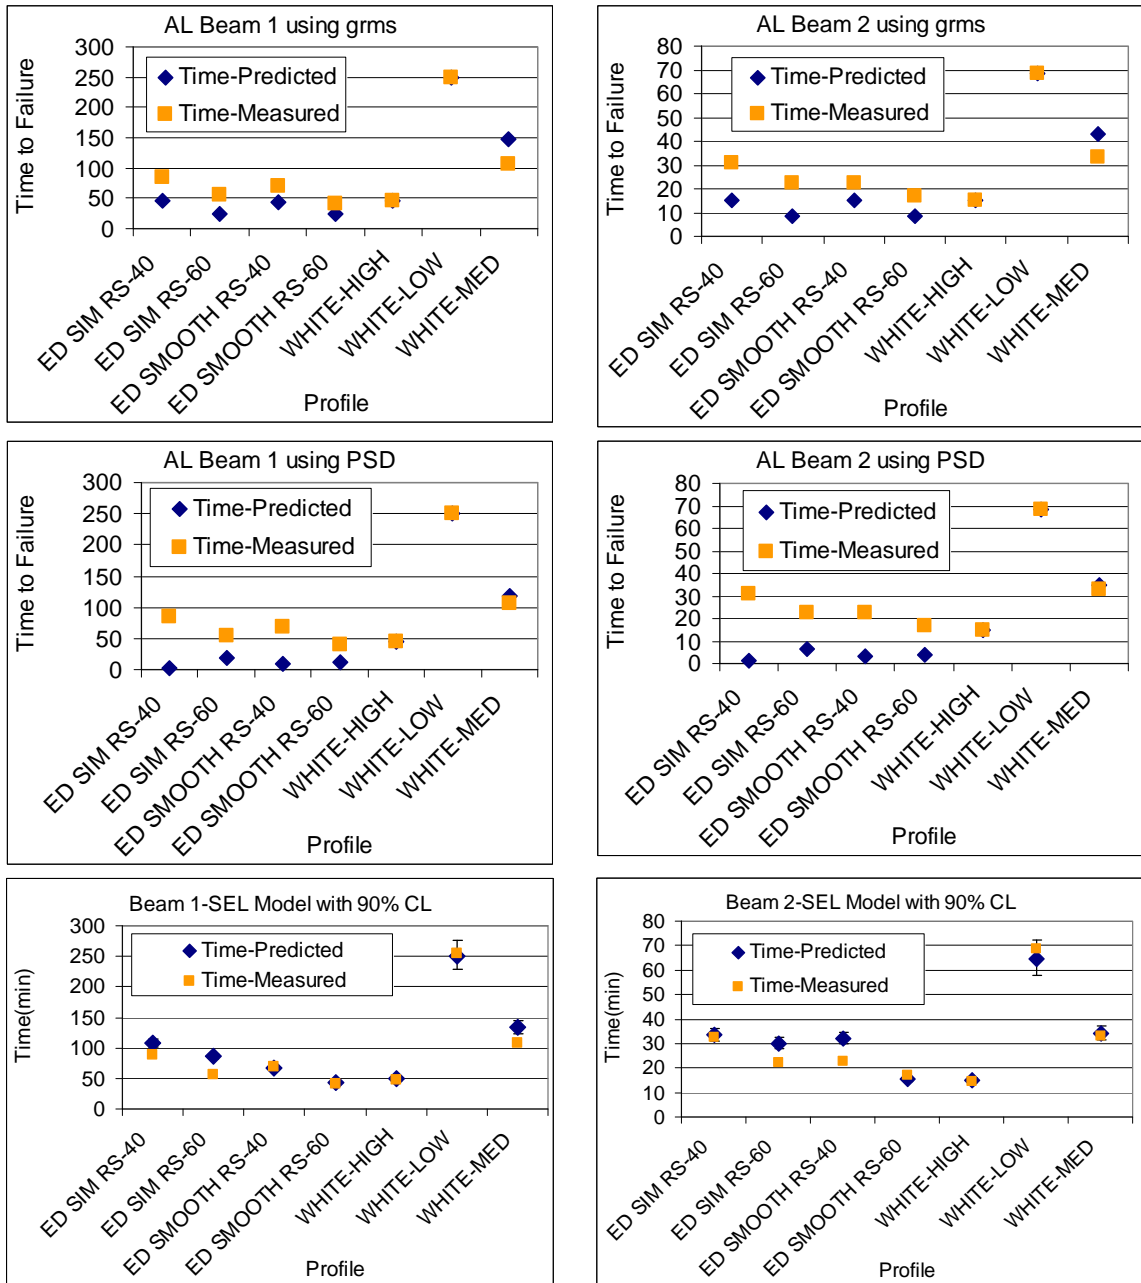 AL Beam 1 using grms
Time to Failure
300
250
200
150
100
50
0
Time-Predicted
Time-Measured
ED SIM RS-40
ED SIM RS-60
ED SMOOTH RS-40
ED SMOOTH RS-60
WHITE-HIGH
WHITE-LOW
WHITE-MED
Profile
AL Beam 2 using grms
Time to Failure
80
70
60
50
40
30
20
10
0
Time-Predicted
Time-Measured
ED SIM RS-40
ED SIM RS-60
ED SMOOTH RS-40
ED SMOOTH RS-60
WHITE-HIGH
WHITE-LOW
WHITE-MED
Profile
AL Beam 1 using PSD
Time to Failure
300
250
200
150
100
50
0
Time-Predicted
Time-Measured
ED SIM RS-40
ED SIM RS-60
ED SMOOTH RS-40
ED SMOOTH RS-60
WHITE-HIGH
WHITE-LOW
WHITE-MED
Profile
AL Beam 2 using PSD
Time to Failure
80
70
60
50
40
30
20
10
0
Time-Predicted
Time-Measured
ED SIM RS-40
ED SIM RS-60
ED SMOOTH RS-40
ED SMOOTH RS-60
WHITE-HIGH
WHITE-LOW
WHITE-MED
Profile
Beam 1-SEL Model with 90% CL
Time(min)
300
250
200
150
100
50
0
Time-Predicted
Time-Measured
ED SIM RS-40
ED SIM RS-60
ED SMOOTH RS-40
ED SMOOTH RS-60
WHITE-HIGH
WHITE-LOW
WHITE-MED
Profile
Beam 2-SEL Model with 90% CL
Time(min)
80
70
60
50
40
30
20
10
0
Time-Predicted
Time-Measured
ED SIM RS-40
ED SIM RS-60
ED SMOOTH RS-40
ED SMOOTH RS-60
WHITE-HIGH
WHITE-LOW
WHITE-MED
Profile